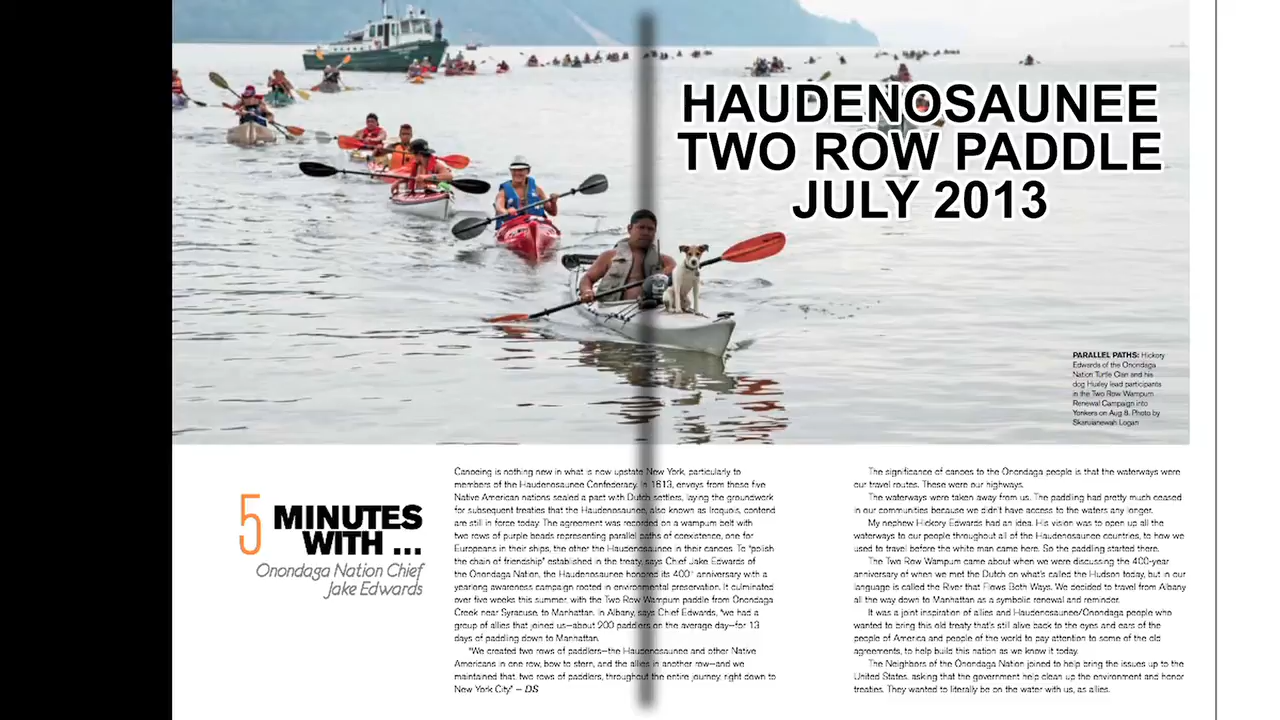 HAUDENOSAUNEE
TWO ROW PADDLE
JULY 2013
PARALLEL PATHS: Hickory
Edwards of the Onondaga
Nation Turtle Clan and his
dog Huxley lead participants
in the Two Row Wampum
Renewal Campaign into
Yonkers on Aug 8. Photo by
Skaruianewah Logan
5 MINUTES
WITH ...
Onondaga Nation Chief
Jake Edwards
Canoeing is nothing new in what is now upstate New York, particularly to
members of the Haudenosaunee Confederacy. In 1613, envoys from these five
Native American nations sealed a pact with Dutch settlers, laying the groundwork
for subsequent treaties that the Haudenosaunee, also known as Iroquois, contend
are still in force today. The agreement was recorded on a wampum belt with
two rows of purple beads representing parallel paths of coexistence, one for
Europeans in their ships, the other the Haudenosaunee in their canoes. To "polish
the chain of friendship" established in the treaty, says Chief Jake Edwards of
the Onondaga Nation, the Haudenosaunee honored its 400th anniversary with a
yearlong awareness campaign rooted in environmental preservation. It culminated
over five weeks this summer, with the Two Row Wampum paddle from Onondaga
Creek near Syracuse, to Manhattan. In Albany, says Chief Edwards, "we had a
group of allies that joined us—about 200 paddlers on the average day—for 13
days of paddling down to Manhattan.
"We created two rows of paddlers—the Haudenosaunee and other Native
Americans in one row, bow to stern, and the allies in another row—and we
maintained that, two rows of paddlers, throughout the entire journey, right down to
New York City." — DS
The significance of canoes to the Onondaga people is that the waterways were
our travel routes. These were our highways.
The waterways were taken away from us. The paddling had pretty much ceased
in our communities because we didn't have access to the waters any longer.
My nephew Hickory Edwards had an idea. His vision was to open up all the
waterways to our people throughout all of the Haudenosaunee countries, to how we
used to travel before the white man came here. So the paddling started there.
The Two Row Wampum came about when we were discussing the 400-year
anniversary of when we met the Dutch on what's called the Hudson today, but in our
language is called the River that Flows Both Ways. We decided to travel from Albany
all the way down to Manhattan as a symbolic renewal and reminder.
It was a joint inspiration of allies and Haudenosaunee/Onondaga people who
wanted to bring this old treaty that's still alive back to the eyes and ears of the
people of America and people of the world to pay attention to some of the old
agreements, to help build this nation as we know it today.
The Neighbors of the Onondaga Nation joined to help bring the issues up to the
United States, asking that the government help clean up the environment and honor
treaties. They wanted to literally be on the water with us, as allies.